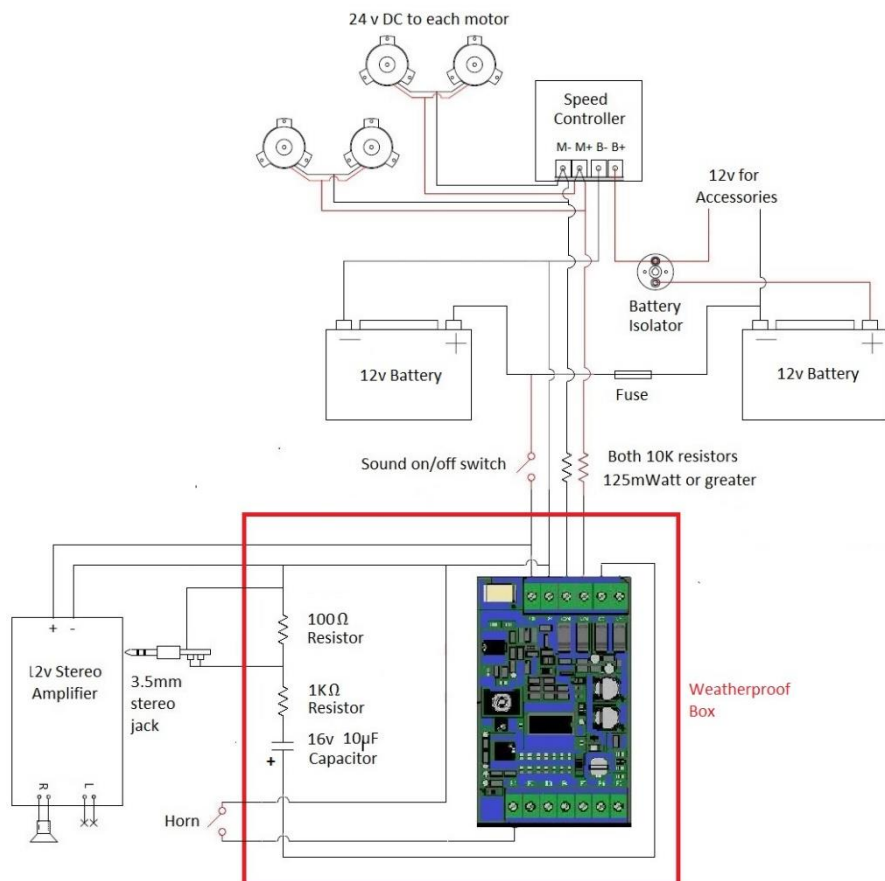 24 v DC to each motor
Speed
Controller
M- M+ B- B+
12v for
Accessories
Battery
Isolator
12v Battery
Fuse
12v Battery
Sound on/off switch
Both 10K resistors
125mWatt or greater
+ -
12v Stereo
Amplifier
3.5mm
stereo
jack
100Ω
Resistor
1KΩ
Resistor
16v 10µF
Capacitor
+
Weatherproof
Box
R L
Horn